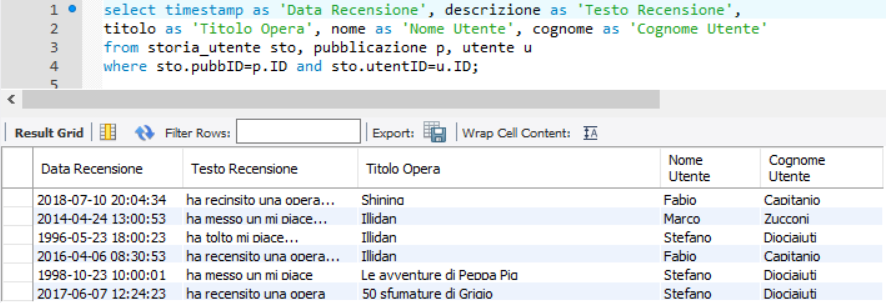 1 select timestamp as 'Data Recensione', descrizione as 'Testo Recensione',
2 titolo as 'Titolo Opera', nome as 'Nome Utente', cognome as 'Cognome Utente'
3 from storia_utente sto, pubblicazione p, utente u
4 where sto.pubbID=p.ID and sto.utentID=u.ID;
5
Result Grid Filter Rows: Export: Wrap Cell Content:
Data Recensione Testo Recensione Titolo Opera Nome Utente Cognome Utente
2018-07-10 20:04:34 ha recinsito una opera... Shining Fabio Capitanio
2014-04-24 13:00:53 ha messo un mi piace... Illidan Marco Zucconi
1996-05-23 18:00:23 ha tolto mi piace... Illidan Stefano Diociaiuti
2016-04-06 08:30:53 ha recensito una opera... Illidan Fabio Capitanio
1998-10-23 10:00:01 ha messo un mi piace Le avventure di Peppa Pig Stefano Diociaiuti
2017-06-07 12:24:23 ha recensito una opera 50 sfumature di Grigio Stefano Diociaiuti